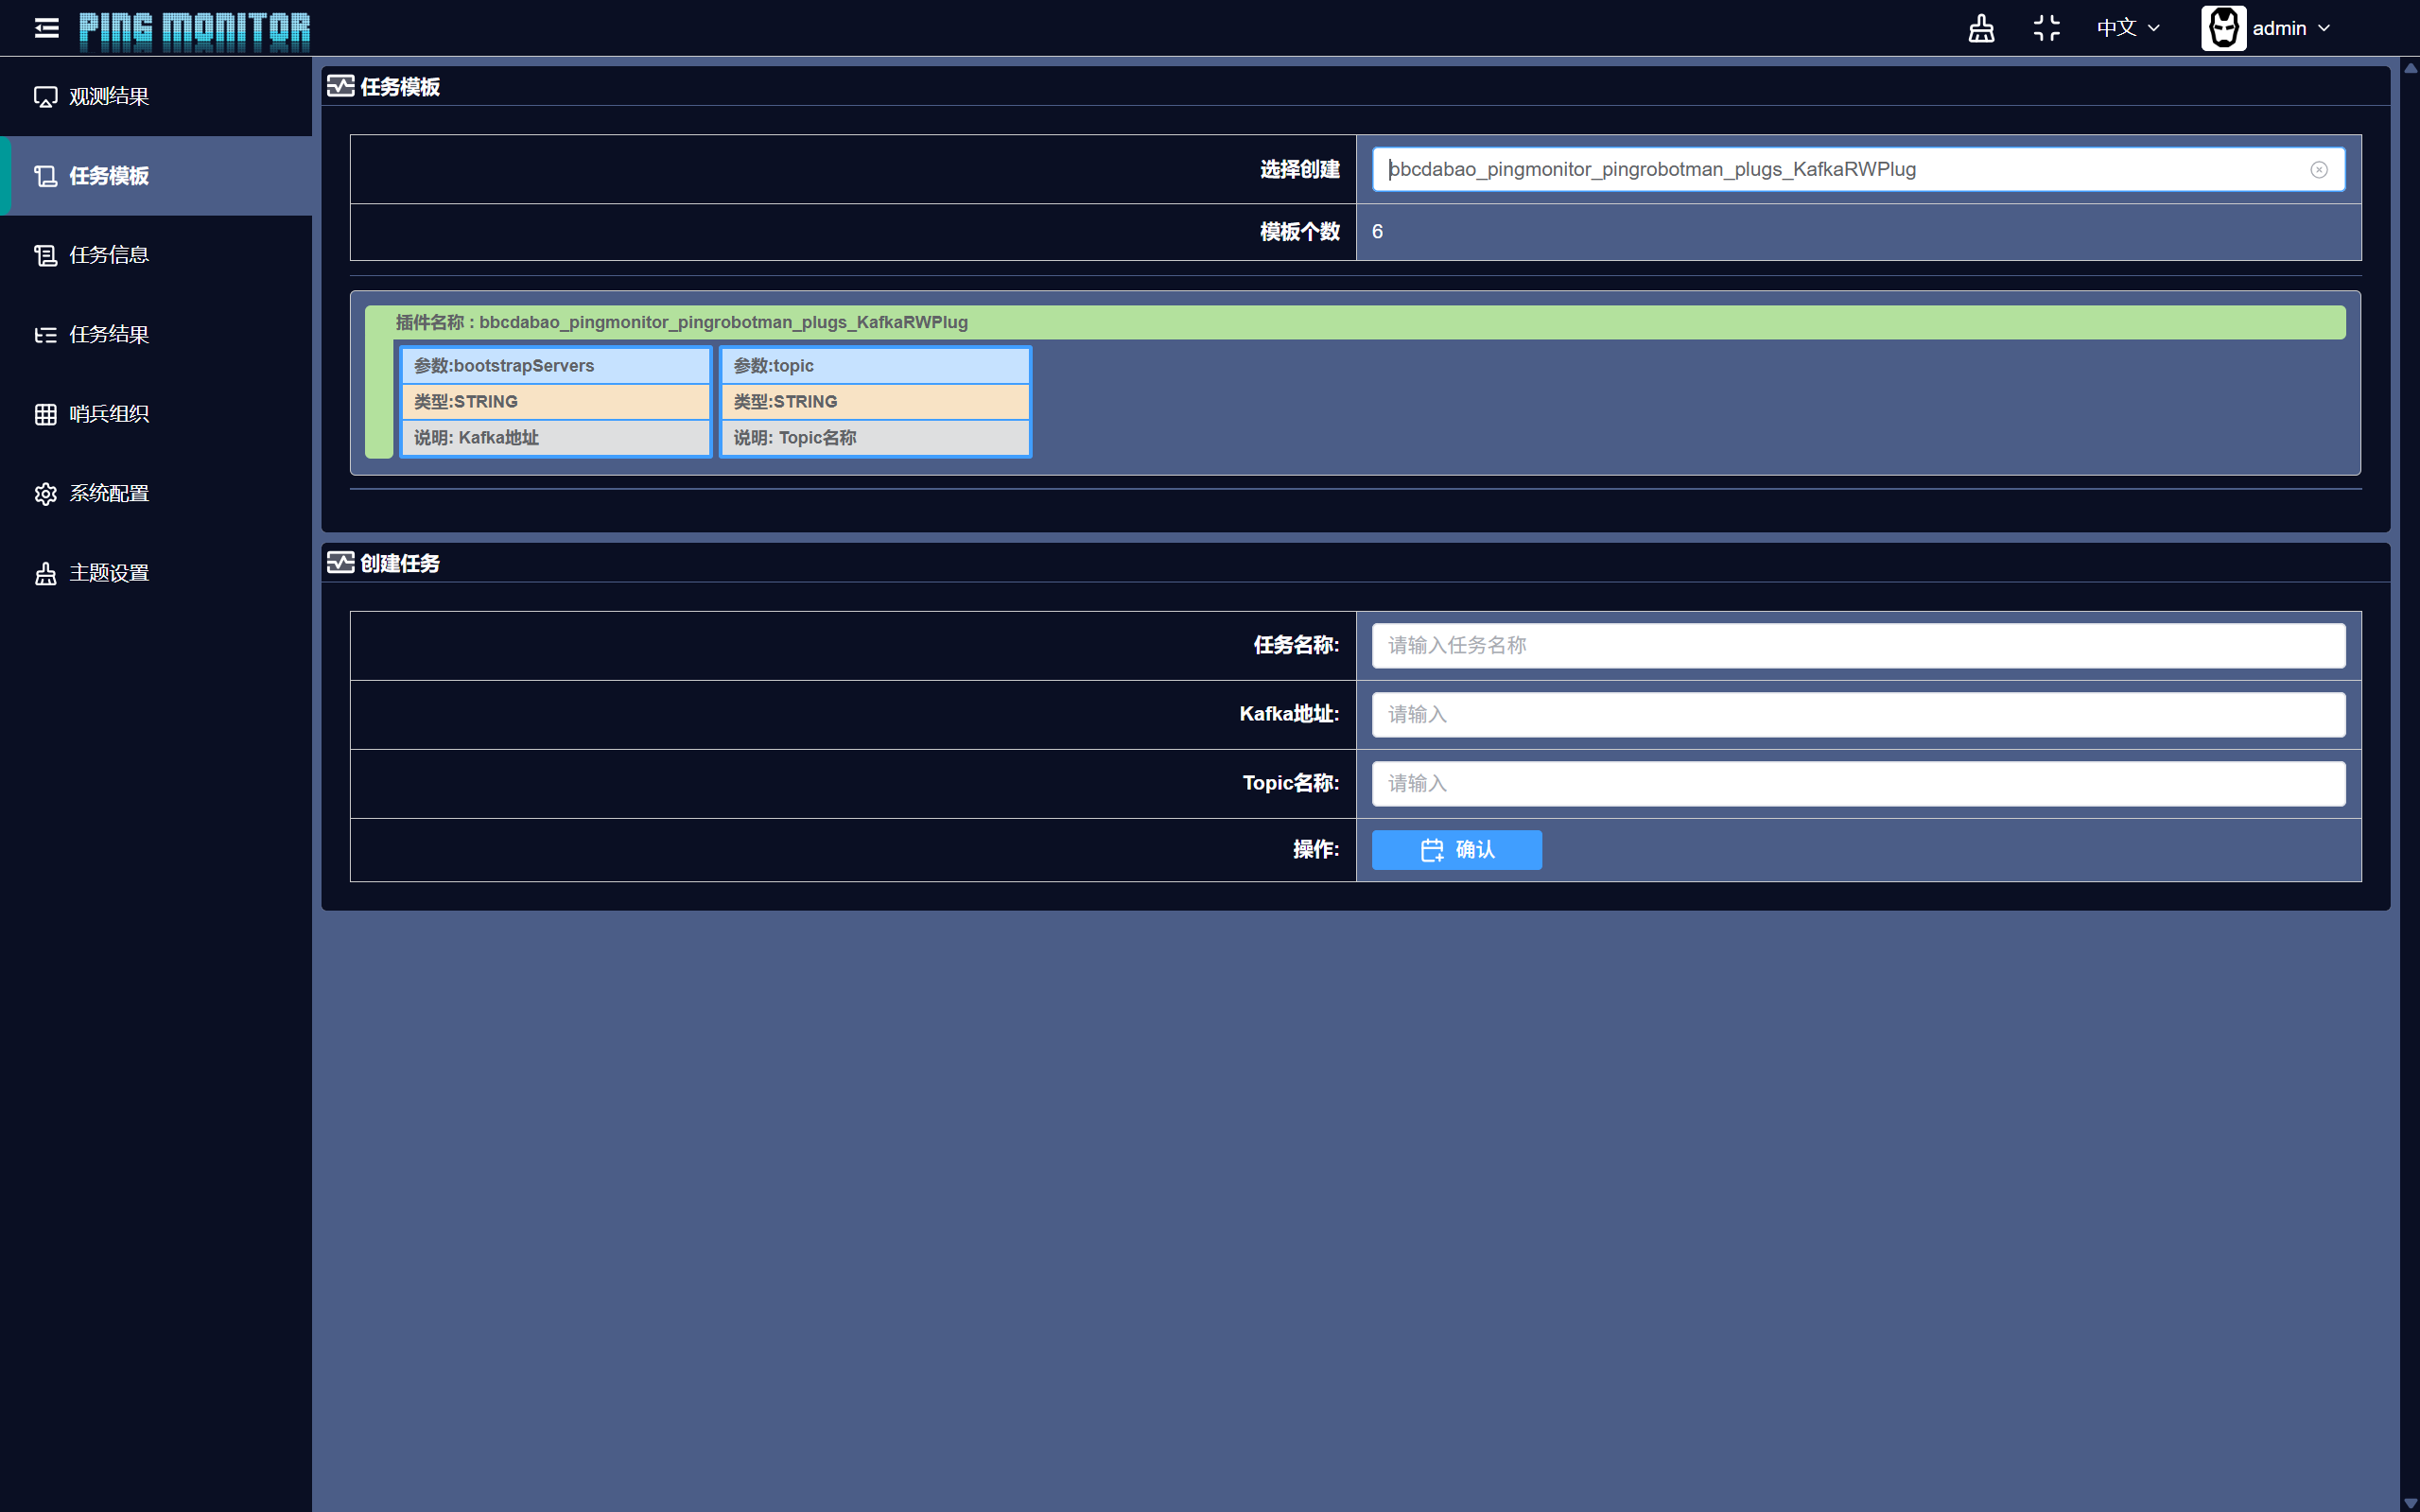 PING MONITOR
中文
admin
观测结果
任务模板
任务信息
任务结果
哨兵组织
系统配置
主题设置
任务模板
选择创建
bbcdabao_pingmonitor_pingrobotman_plugs_KafkaRWPlug
模板个数
6
插件名称 : bbcdabao_pingmonitor_pingrobotman_plugs_KafkaRWPlug
参数:bootstrapServers
类型:STRING
说明: Kafka地址
参数:topic
类型:STRING
说明: Topic名称
创建任务
任务名称:
请输入任务名称
Kafka地址:
请输入
Topic名称:
请输入
操作:
确认